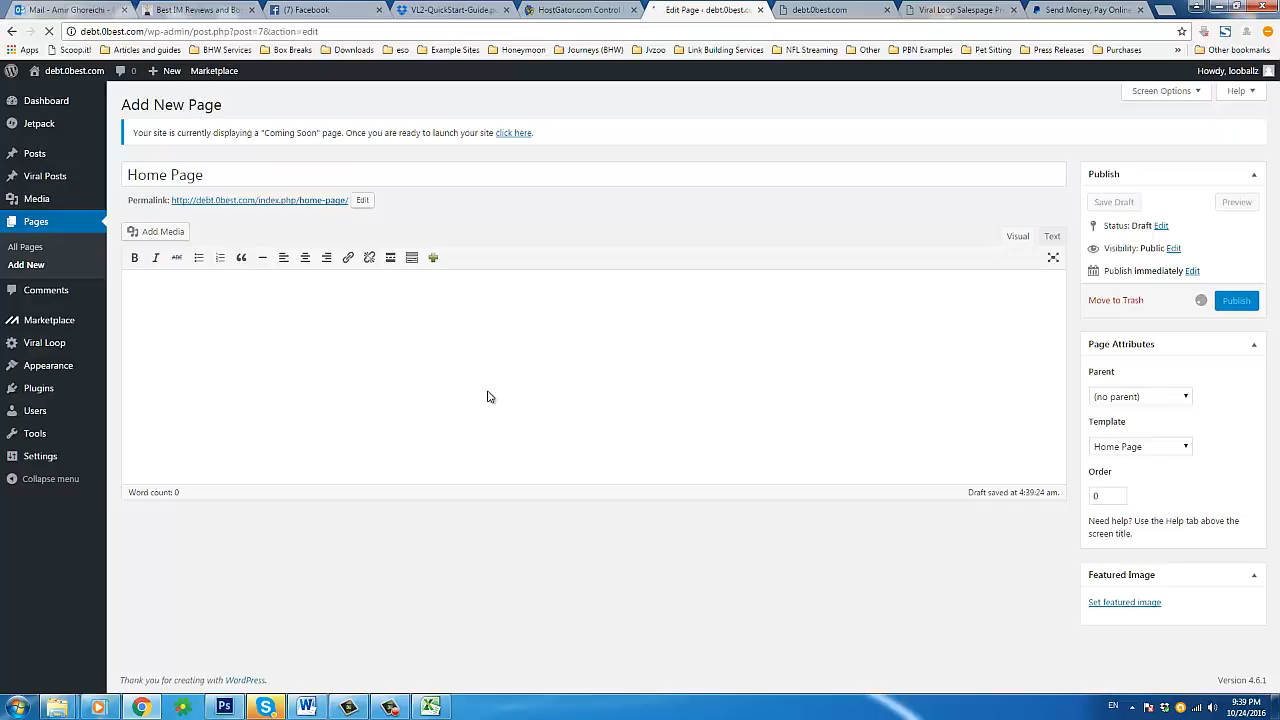 Mail - Amir Ghoreichi -
Best IM Reviews and Bo
(7) Facebook
VL2-QuickStart-Guide.p
HostGator.com Control
Edit Page ‹ debt.0best.c
debt.0best.com
Viral Loop Salespage Pr
Send Money, Pay Online
debt.0best.com/wp-admin/post.php?post=7&action=edit
Apps
Scoop.it!
Articles and guides
BHW Services
Box Breaks
Downloads
eso
Example Sites
Honeymoon
Journeys (BHW)
Jvzoo
Link Building Services
NFL Streaming
Other
PBN Examples
Pet Sitting
Press Releases
Purchases
»
Other bookmarks
debt.0best.com
0
+ New
Marketplace
Howdy, looballz
Screen Options
Help
Dashboard
Jetpack
Posts
Viral Posts
Media
Pages
All Pages
Add New
Comments
Marketplace
Viral Loop
Appearance
Plugins
Users
Tools
Settings
Collapse menu
Add New Page
Your site is currently displaying a "Coming Soon" page. Once you are ready to launch your site click here.
Home Page
Permalink: http://debt.0best.com/index.php/home-page/ Edit
Add Media
Visual
Text
B
I
ABC
Word count: 0
Draft saved at 4:39:24 am.
Publish
Save Draft
Preview
Status: Draft Edit
Visibility: Public Edit
Publish immediately Edit
Move to Trash
Publish
Page Attributes
Parent
(no parent)
Template
Home Page
Order
0
Need help? Use the Help tab above the
screen title.
Featured Image
Set featured image
Thank you for creating with WordPress.
Version 4.6.1
EN
9:39 PM
10/24/2016